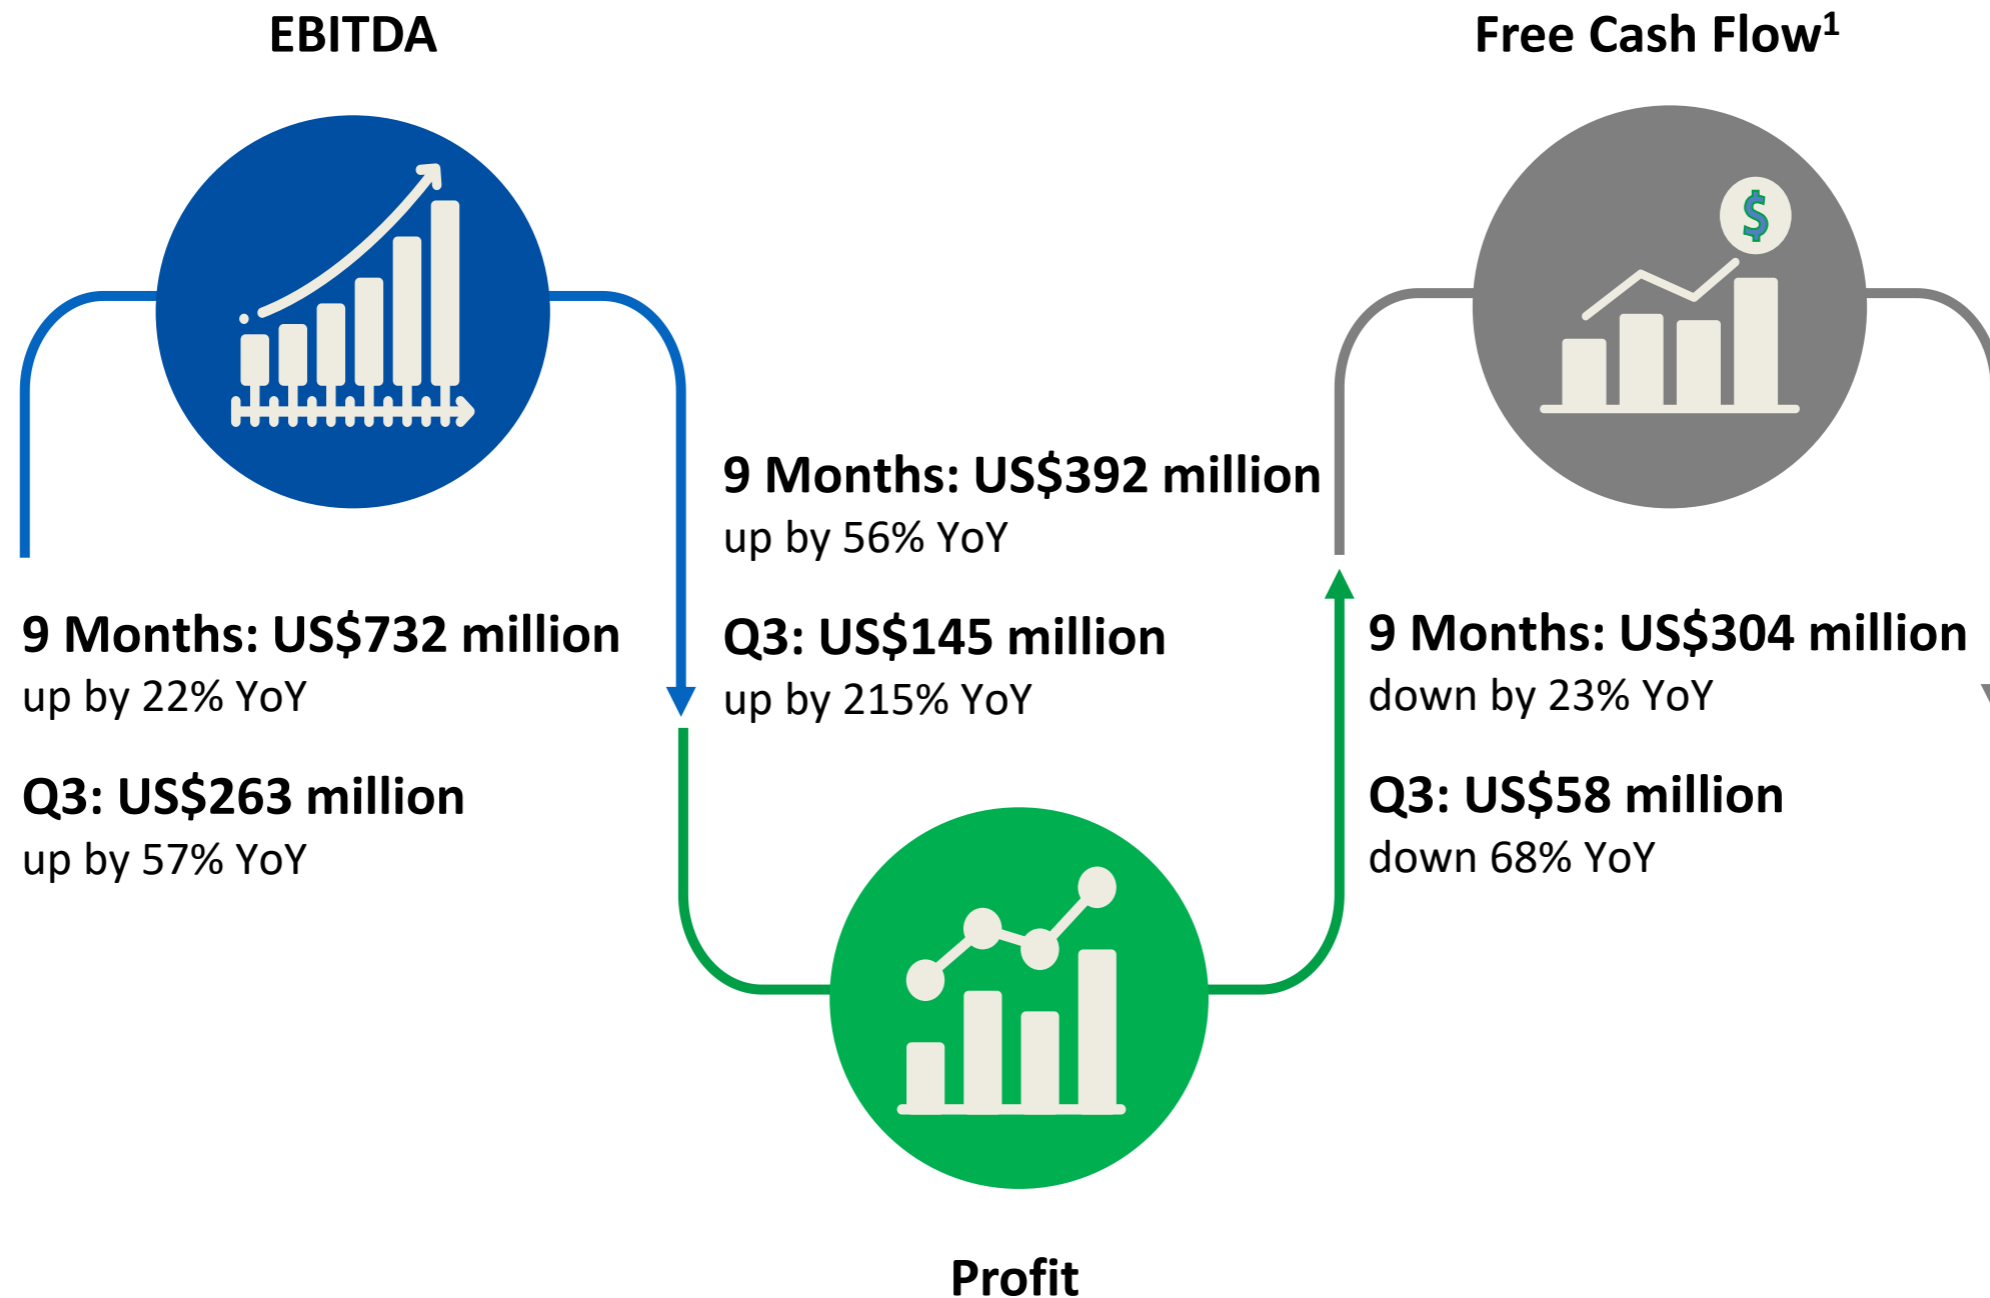 EBITDA
9 Months: US$732 million
up by 22% YoY
Q3: US$263 million
up by 57% YoY
9 Months: US$392 million
up by 56% YoY
Q3: US$145 million
up by 215% YoY
Profit
Free Cash Flow¹
$
9 Months: US$304 million
down by 23% YoY
Q3: US$58 million
down 68% YoY